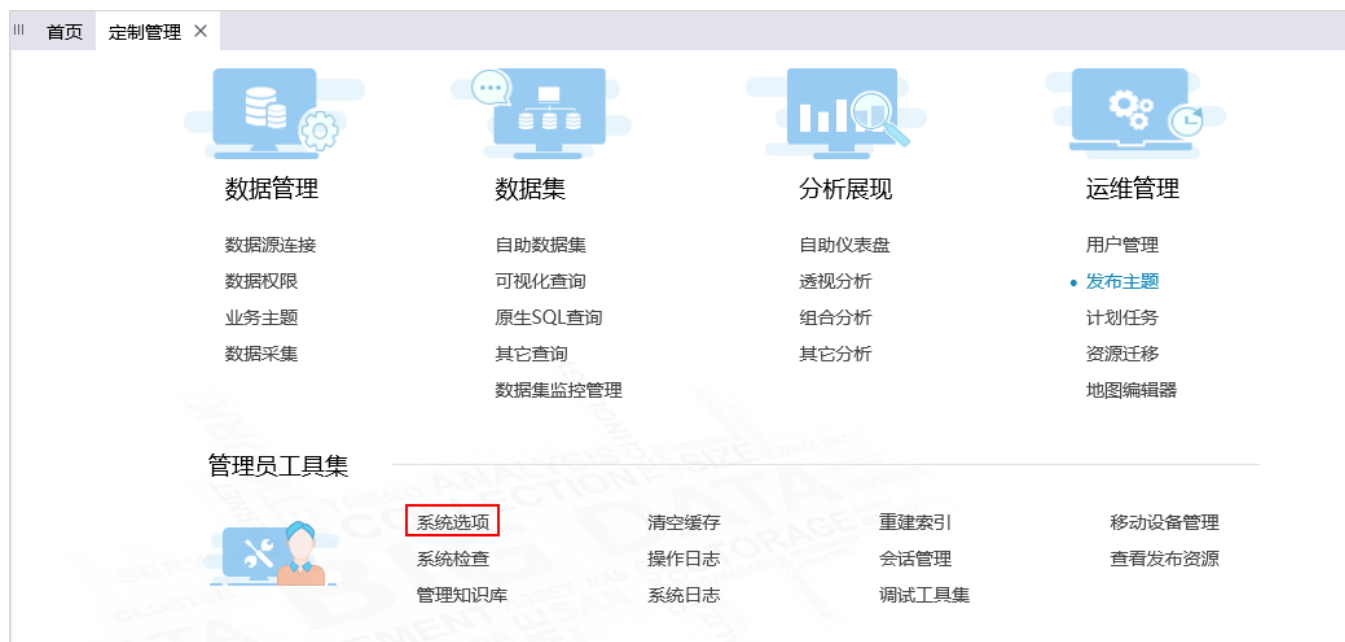 首页 定制管理
数据管理 数据集 分析展现 运维管理
数据源连接 自助数据集 自助仪表盘 用户管理
数据权限 可视化查询 透视分析 • 发布主题
业务主题 原生SQL查询 组合分析 计划任务
数据采集 其它查询 其它分析 资源迁移
数据集监控管理 地图编辑器
管理员工具集
系统选项 清空缓存 重建索引 移动设备管理
系统检查 操作日志 会话管理 查看发布资源
管理知识库 系统日志 调试工具集
TREND ANALYSIS
COLLECTION SIZE
BIG DATA
STORAGE
CLUSTER